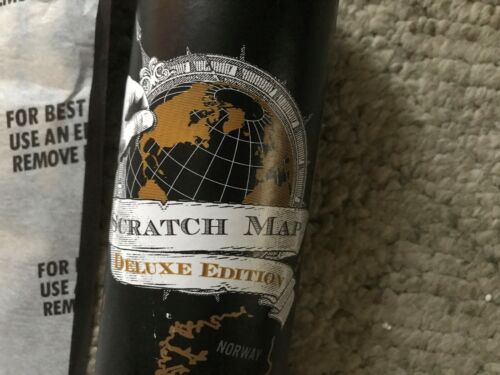 FOR BEST
USE AN
REMOVE
SCRATCH MAP
DELUXE EDITION
FOR
USE
REM
NORWAY